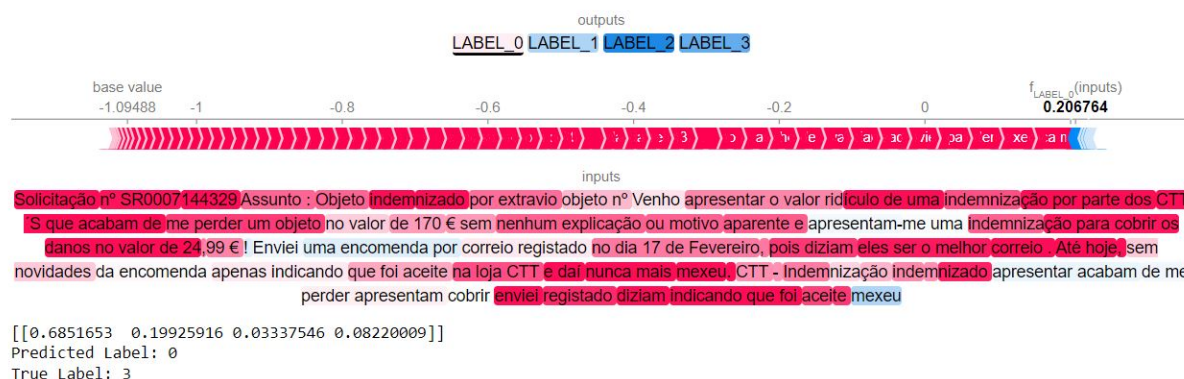 outputs
LABEL_0 LABEL_1 LABEL_2 LABEL_3
base value f LABEL_0 (inputs)
-1.09488 -1 -0.8 -0.6 -0.4 -0.2 0 0.206764
inputs
Solicitação nº SR0007144329 Assunto : Objeto indemnizado por extravio objeto nº Venho apresentar o valor ridículo de uma indemnização por parte dos CTT
´S que acabam de me perder um objeto no valor de 170 € sem nenhum explicação ou motivo aparente e apresentam-me uma indemnização para cobrir os
danos no valor de 24,99 € ! Enviei uma encomenda por correio registado no dia 17 de Fevereiro, pois diziam eles ser o melhor correio . Até hoje, sem
novidades da encomenda apenas indicando que foi aceite na loja CTT e daí nunca mais mexeu, CTT - Indemnização indemnizado apresentar acabam de me
perder apresentam cobrir enviei registado diziam indicando que foi aceite mexeu
[[0.6851653 0.19925916 0.03337546 0.08220009]]
Predicted Label: 0
True Label: 3